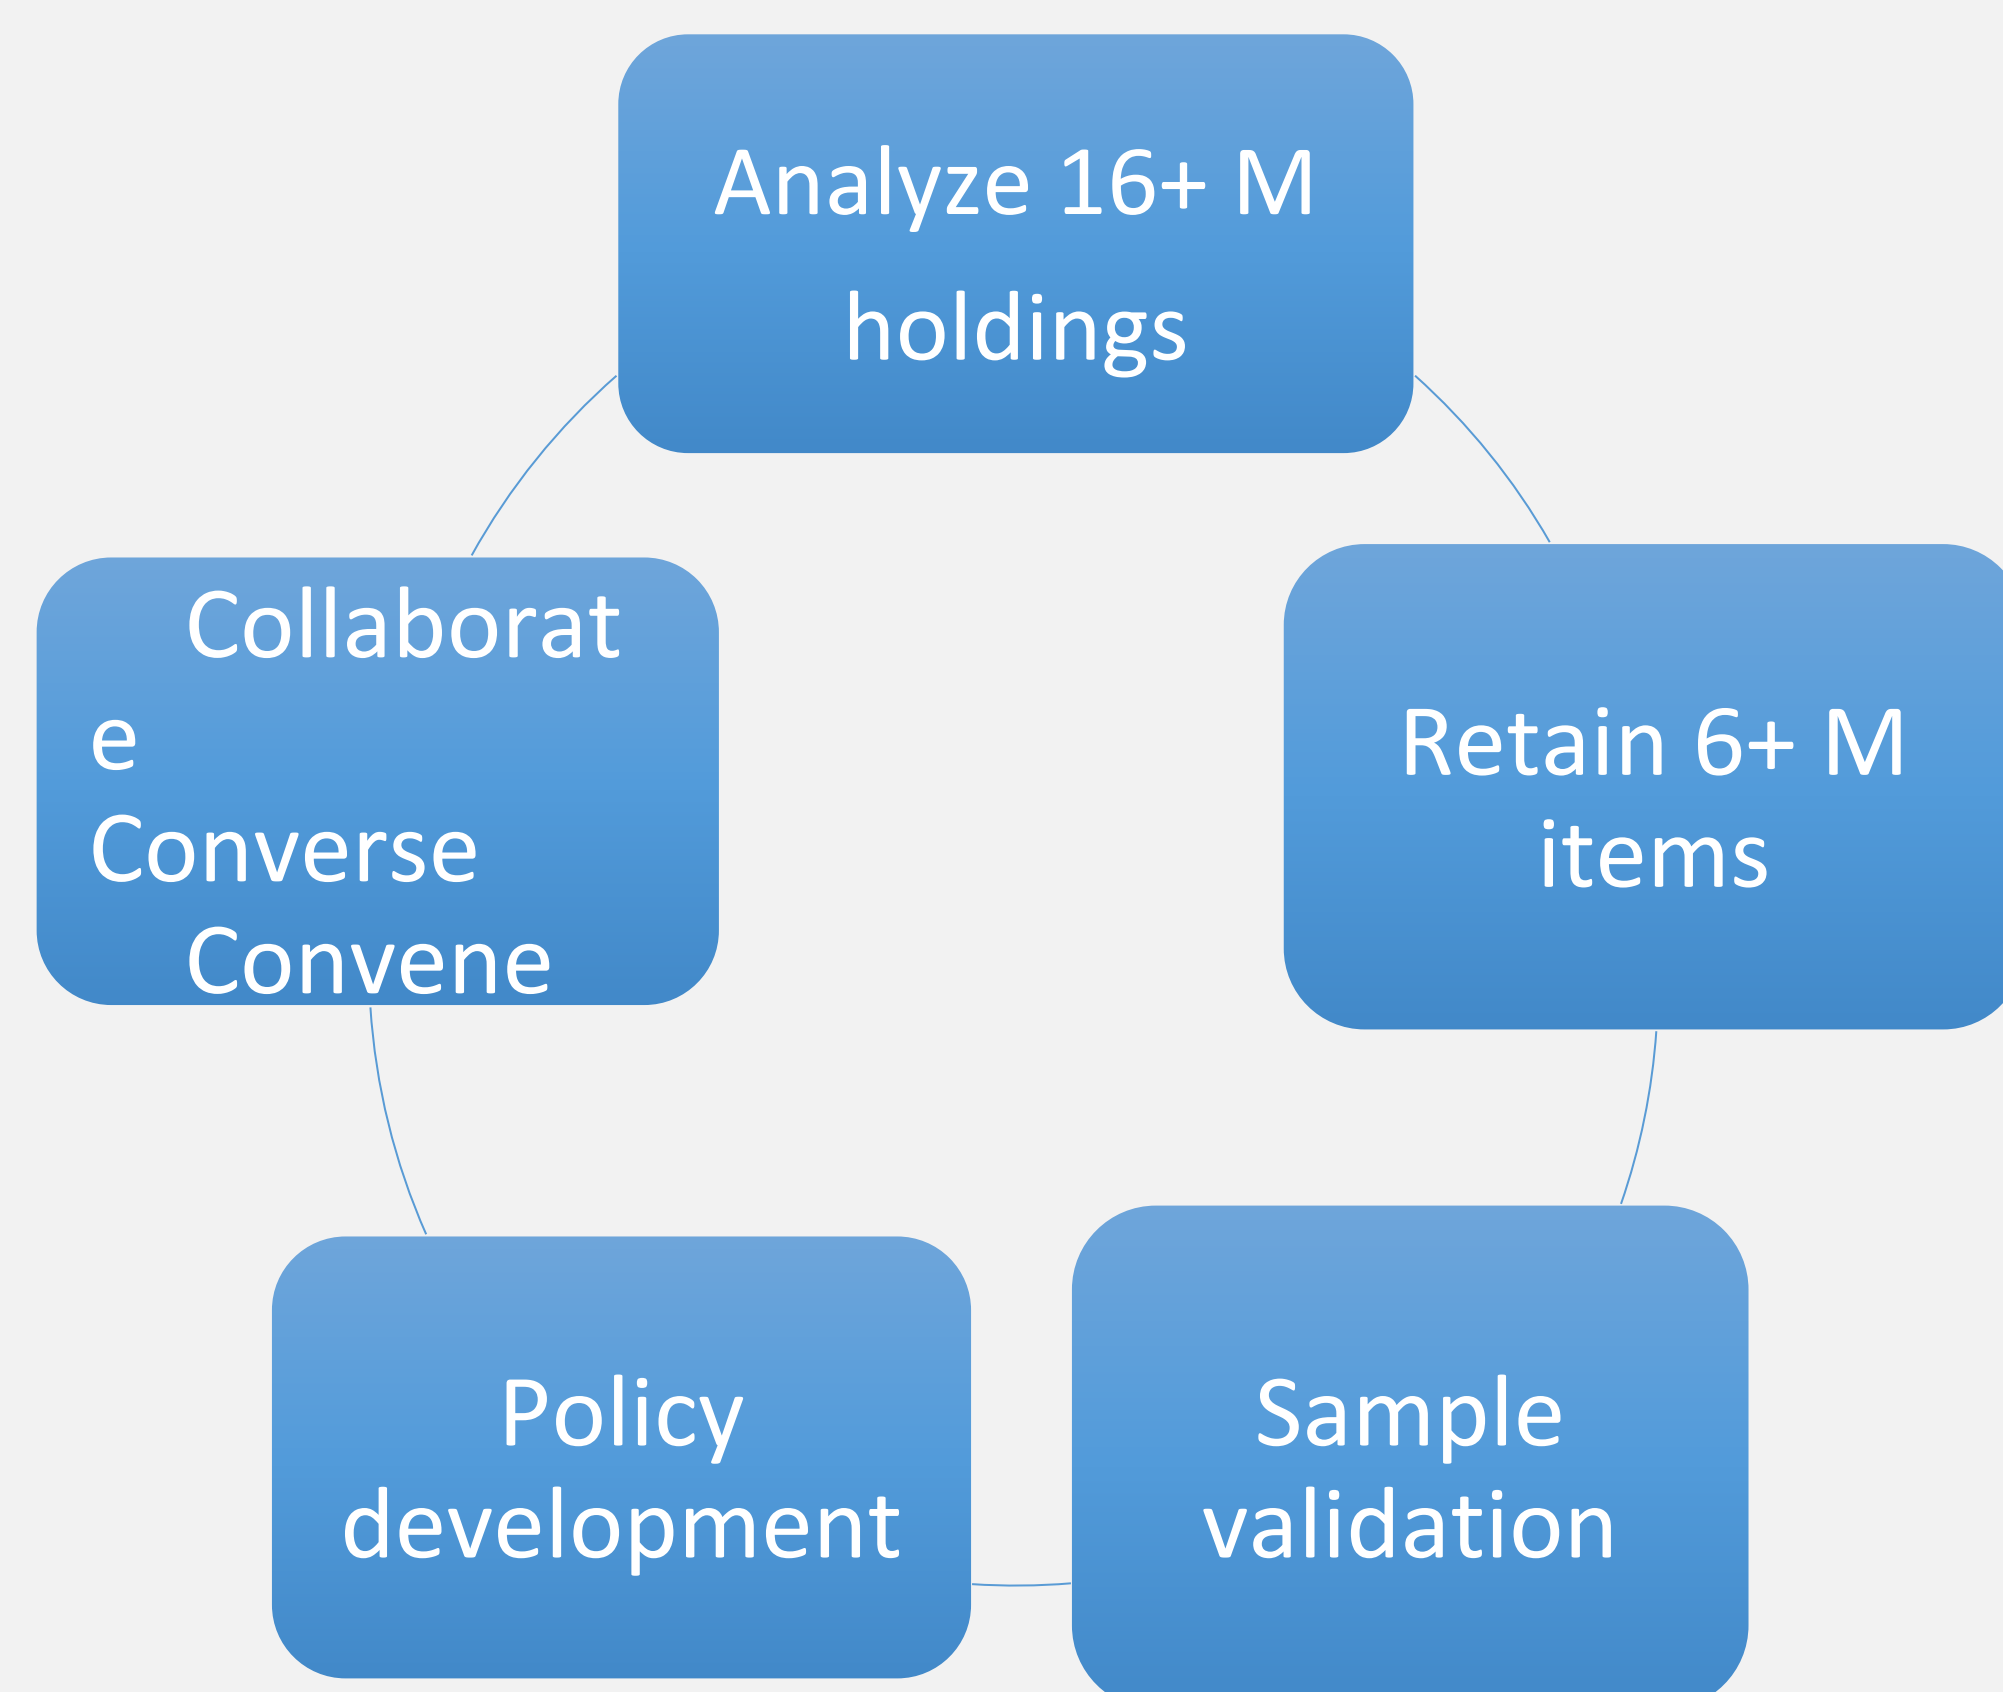 Analyze 16+ M
holdings
Collaborat
e
Converse
Convene
Retain 6+ M
items
Policy
development
Sample
validation